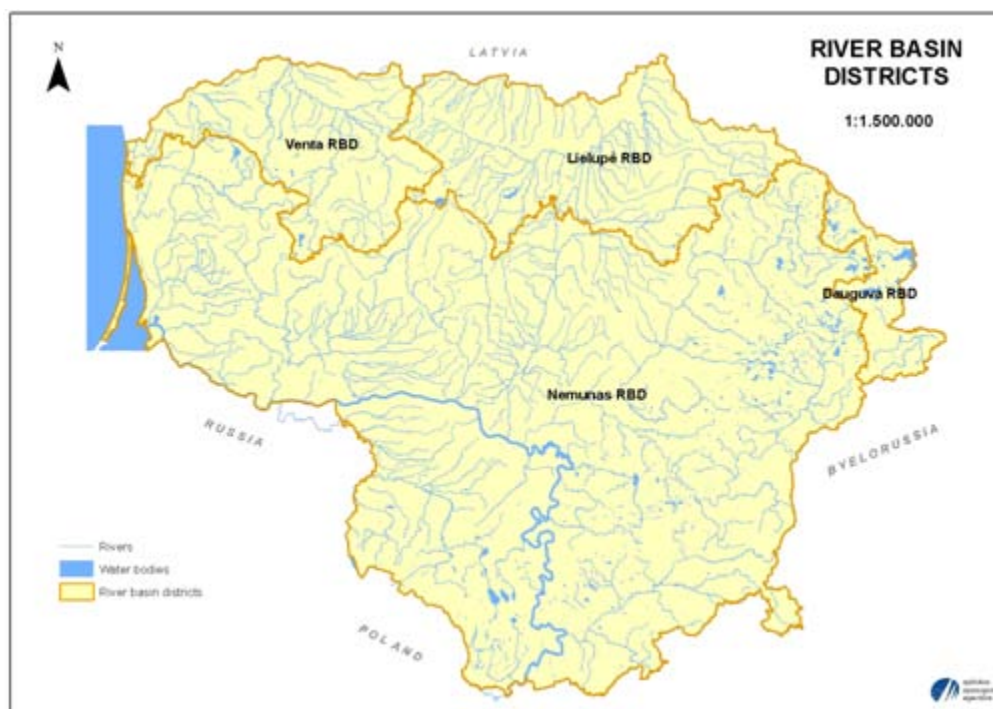 N
LATVIA
RIVER BASIN
DISTRICTS
1:1.500.000
Venta RBD
Lielupé RBD
Dauguva RBD
Nemunas RBD
RUSSIA
BYELORUSSIA
Rivers
Water bodies
River basin districts
POLAND